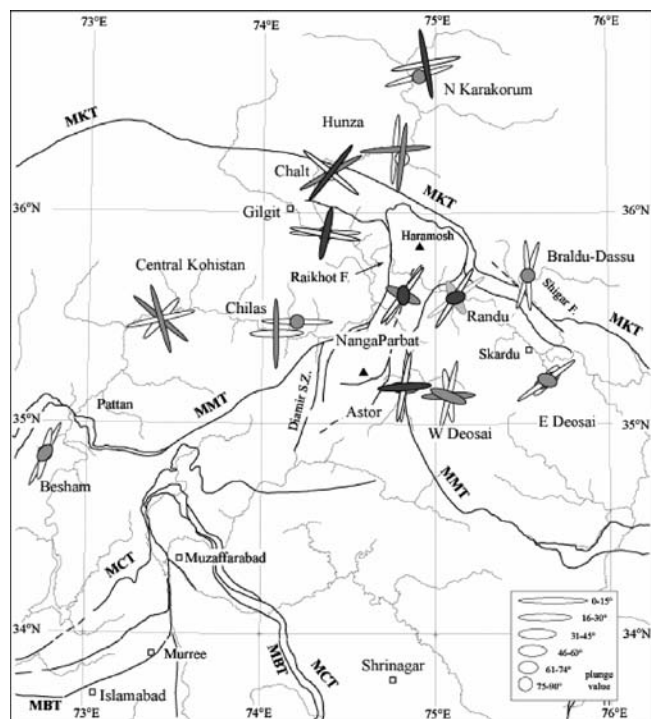 73°E
74°E
75°E
76°E
N Karakorum
MKT
Hunza
Chalt
MKT
36°N
36°N
Gilgit
Haramosh
Braldu-Dassu
Central Kohistan
Raikhot F.
Shigar F.
Chilas
Randu
MKT
NangaParbat
Skardu
Pattan
MMT
Diamir S.Z.,
Astor
W Deosai
E Deosai
35°N
35°N
Besham
MMT
MCT
Muzaffarabad
0-15°
16-30°
31-45°
46-60°
61-74°
plunge
75-90°
value
34°N
34°N
Murree
MBT
MCT
Shrinagar
MBT
Islamabad
73°E
74°E
75°E
76°E